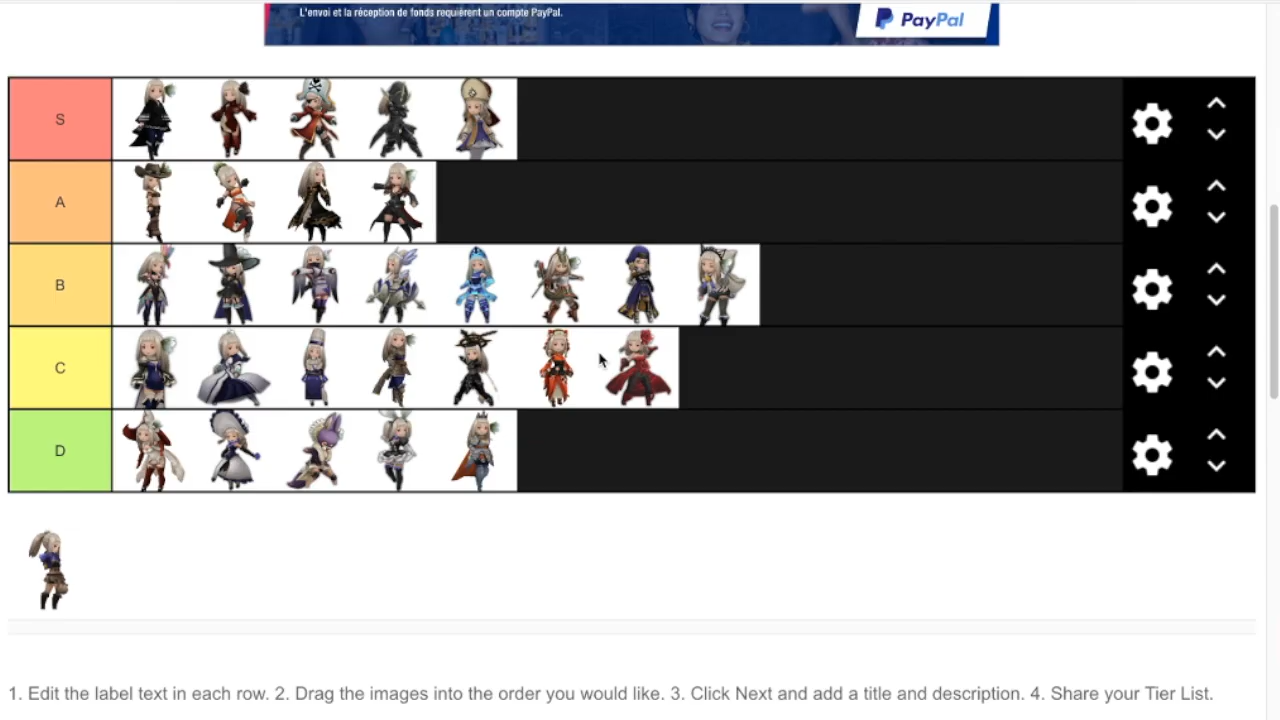 L'envoi et la réception de fonds requièrent un compte PayPal.
PayPal
S
A
B
C
D
1. Edit the label text in each row. 2. Drag the images into the order you would like. 3. Click Next and add a title and description. 4. Share your Tier List.